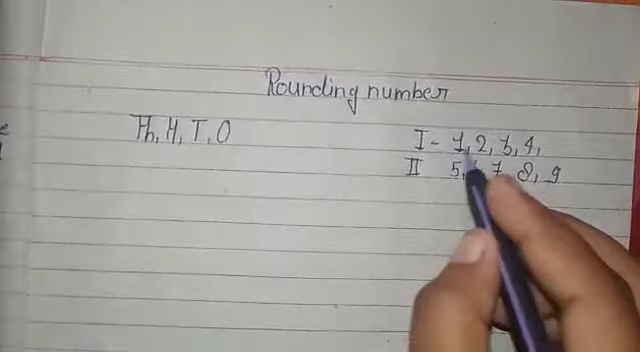 Rounding number
Th, H, T, O
I - 1, 2, 3, 4,
II 5, 7, 8, 9